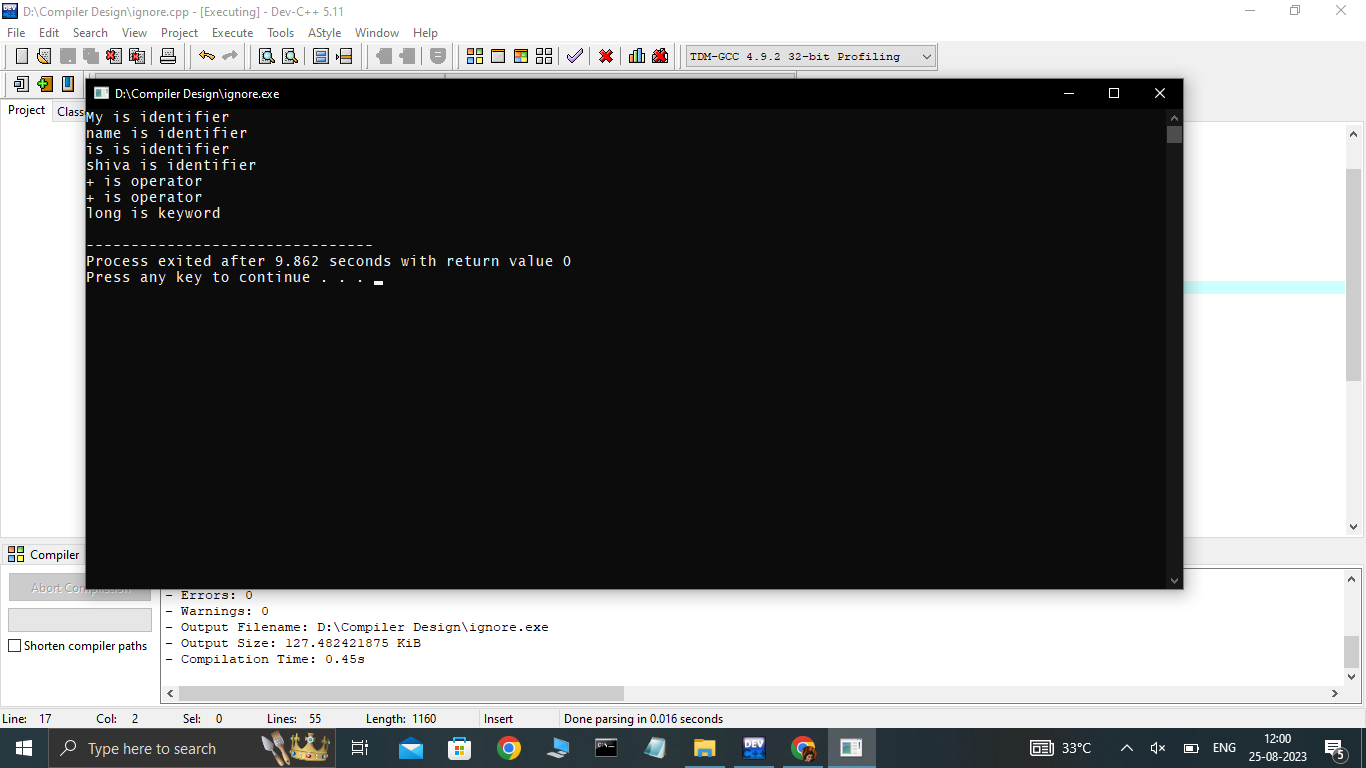 D:\Compiler Design\ignore.cpp - [Executing] - Dev-C++ 5.11
File Edit Search View Project Execute Tools AStyle Window Help
TDM-GCC 4.9.2 32-bit Profiling
Project Class
D:\Compiler Design\ignore.exe
My is identifier
name is identifier
is is identifier
shiva is identifier
+ is operator
+ is operator
long is keyword
--------------------------------
Process exited after 9.862 seconds with return value 0
Press any key to continue . . .
Compiler
Abort Compilation
Shorten compiler paths
- Errors: 0
- Warnings: 0
- Output Filename: D:\Compiler Design\ignore.exe
- Output Size: 127.482421875 KiB
- Compilation Time: 0.45s
Line: 17 Col: 2 Sel: 0 Lines: 55 Length: 1160 Insert Done parsing in 0.016 seconds
Type here to search
DEV
33°C
ENG
12:00
25-08-2023
5